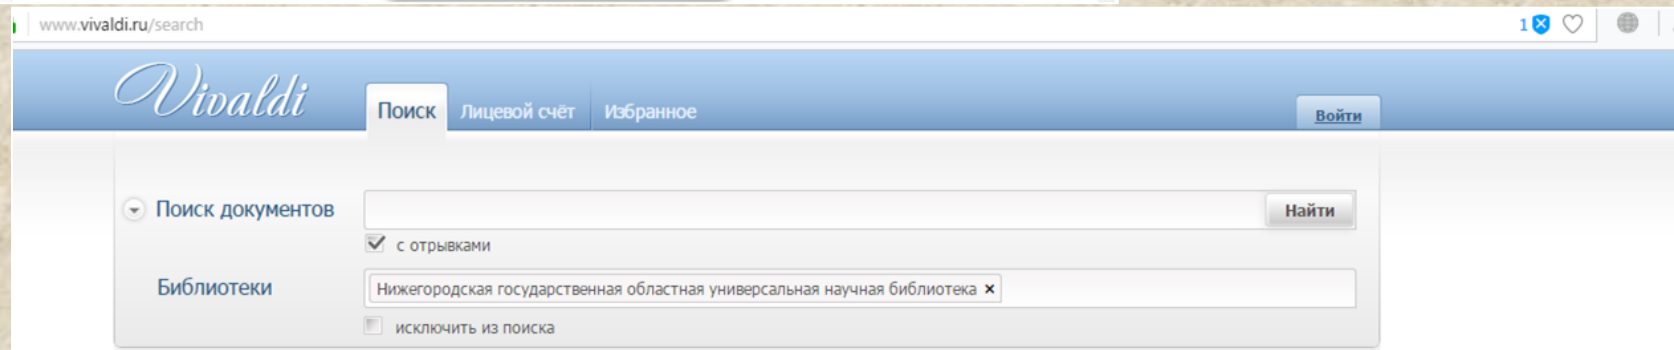 www.vivaldi.ru/search
1
Vivaldi
Поиск Лицевой счёт Избранное
Войти
Поиск документов
Найти
с отрывками
Библиотеки
Нижегородская государственная областная универсальная научная библиотека ×
исключить из поиска